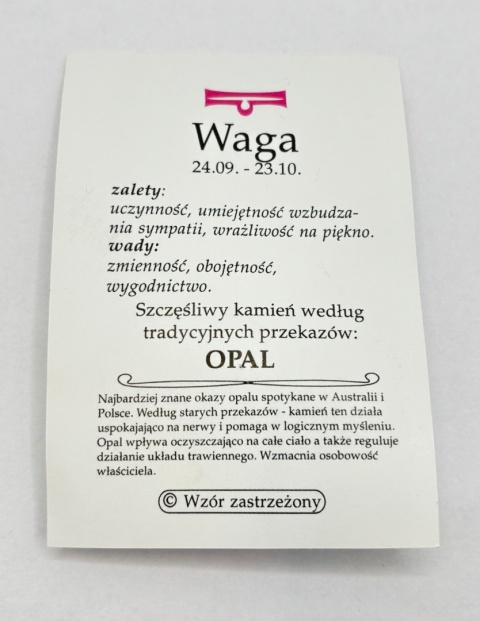 Waga
24.09. - 23.10.
zalety:
uczynność, umiejętność wzbudza-
nia sympatii, wrażliwość na piękno.
wady:
zmienność, obojętność,
wygodnictwo.
Szczęśliwy kamień według
tradycyjnych przekazów:
OPAL
Najbardziej znane okazy opalu spotykane w Australii i
Polsce. Według starych przekazów - kamień ten działa
uspokajająco na nerwy i pomaga w logicznym myśleniu.
Opal wpływa oczyszczająco na całe ciało a także reguluje
działanie układu trawiennego. Wzmacnia osobowość
właściciela.
© Wzór zastrzeżony